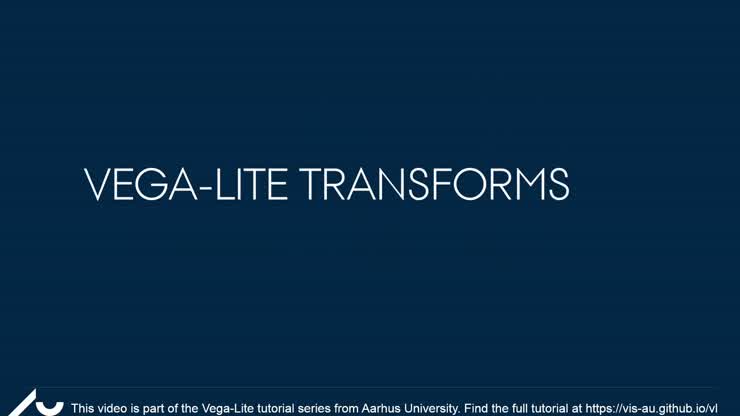 VEGA-LITE TRANSFORMS
This video is part of the Vega-Lite tutorial series from Aarhus University. Find the full tutorial at https://vis-au.github.io/vl